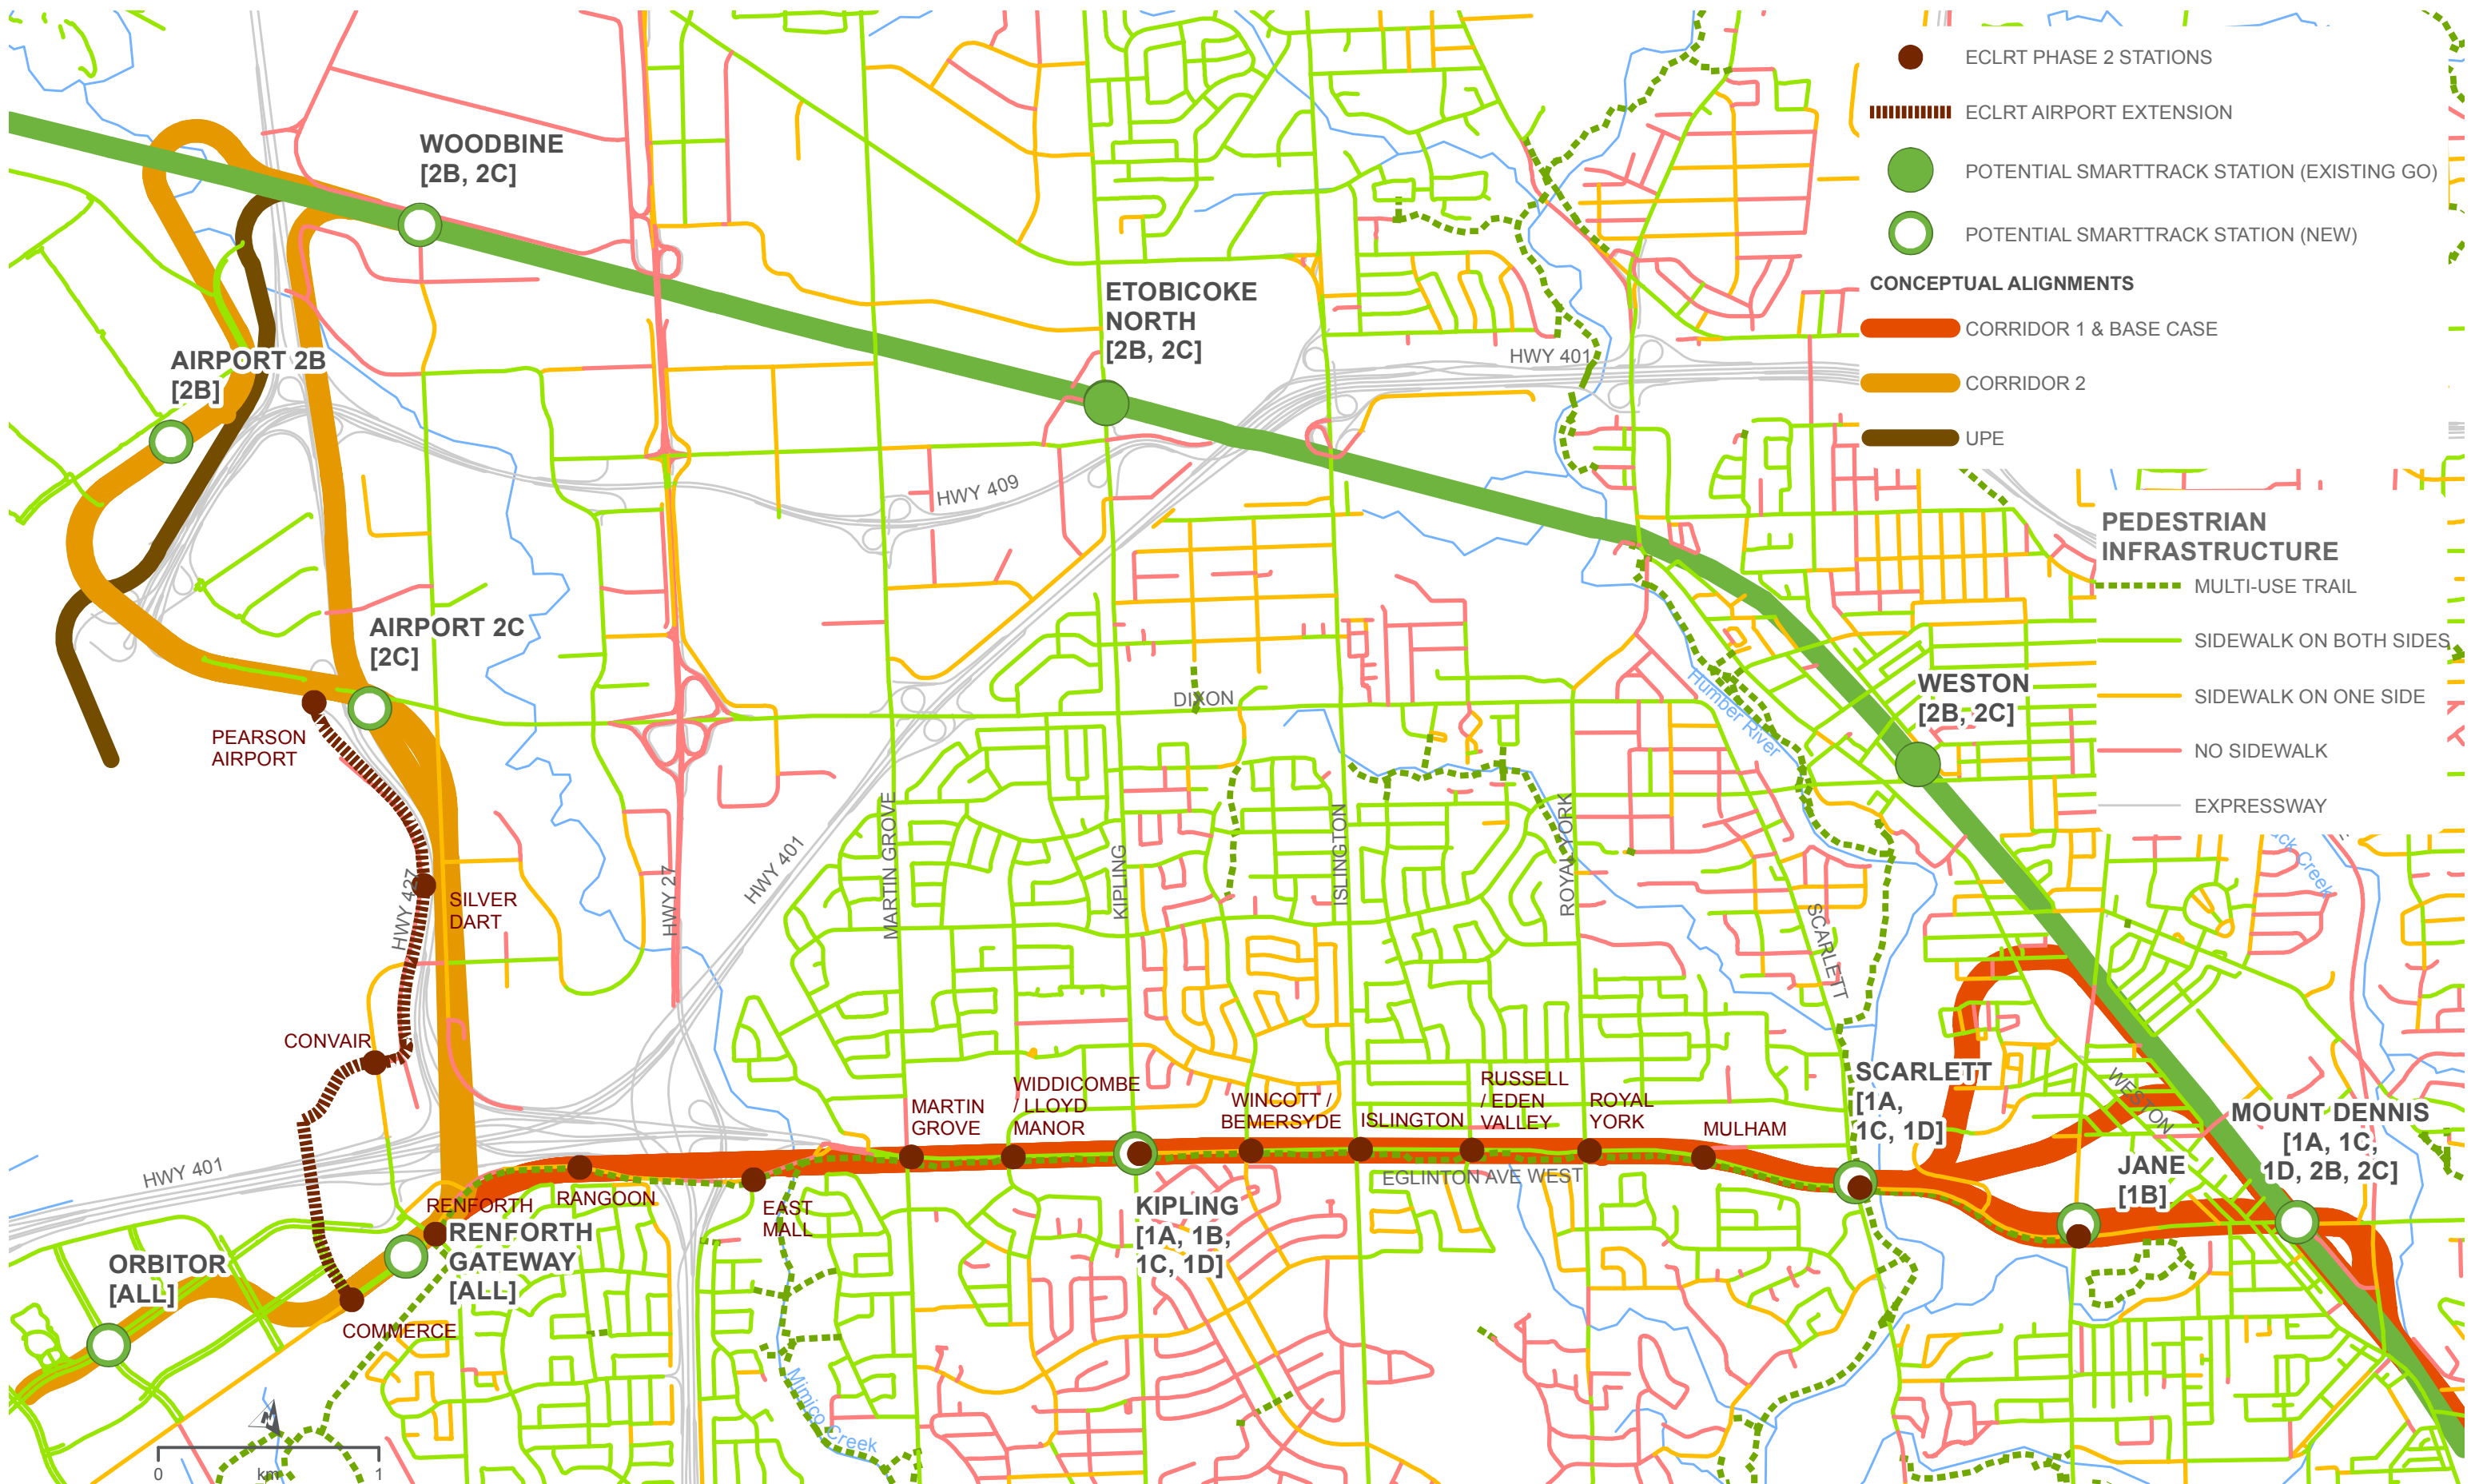 ECLRT PHASE 2 STATIONS
ECLRT AIRPORT EXTENSION
POTENTIAL SMARTTRACK STATION (EXISTING GO)
POTENTIAL SMARTTRACK STATION (NEW)
CONCEPTUAL ALIGNMENTS
CORRIDOR 1 & BASE CASE
CORRIDOR 2
UPE
PEDESTRIAN
INFRASTRUCTURE
MULTI-USE TRAIL
SIDEWALK ON BOTH SIDES
SIDEWALK ON ONE SIDE
NO SIDEWALK
EXPRESSWAY
WOODBINE
[2B, 2C]
ETOBICOKE
NORTH
[2B, 2C]
HWY 401
AIRPORT 2B
[2B]
HWY 409
AIRPORT 2C
[2C]
DIXON
Humber River
WESTON
[2B, 2C]
PEARSON
AIRPORT
MARTIN GROVE
KIPLING
ISLINGTON
ROYAL YORK
HWY 401
HWY 27
HWY 427
SILVER
DART
SCARLETT
uck Creek
CONVAIR
MARTIN
GROVE
WIDDICOMBE
/ LLOYD
MANOR
WINCOTT /
BEMERSYDE
ISLINGTON
RUSSELL
/ EDEN
VALLEY
ROYAL
YORK
MULHAM
SCARLETT
[1A,
1C, 1D]
WESTON
MOUNT DENNIS
[1A, 1C,
1D, 2B, 2C]
JANE
[1B]
HWY 401
RENFORTH
RANGOON
EAST
MALL
EGLINTON AVE WEST
KIPLING
[1A, 1B,
1C, 1D]
RENFORTH
GATEWAY
[ALL]
ORBITOR
[ALL]
COMMERCE
Mimico Creek
N
0 km 1